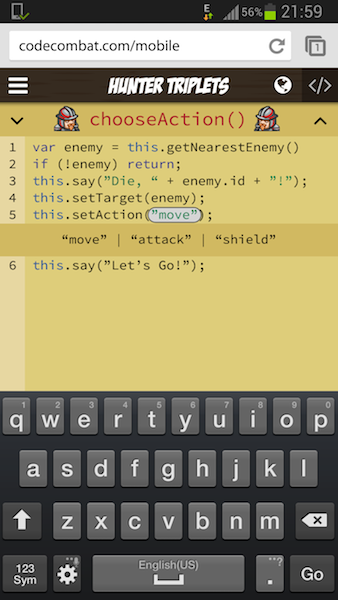 E 56% 21:59
codecombat.com/mobile 1
HUNTER TRIPLETS </>
chooseAction()
1 var enemy = this.getNearestEnemy()
2 if (!enemy) return;
3 this.say(”Die, “ + enemy.id + ”!”);
4 this.setTarget(enemy);
5 this.setAction(”move”);
“move” | “attack” | “shield”
6 this.say(”Let’s Go!”);
1 2 3 4 5 6 7 8 9 0
q w e r t y u i o p
a s d f g h j k l
z x c v b n m
123 Sym English(US) . Go